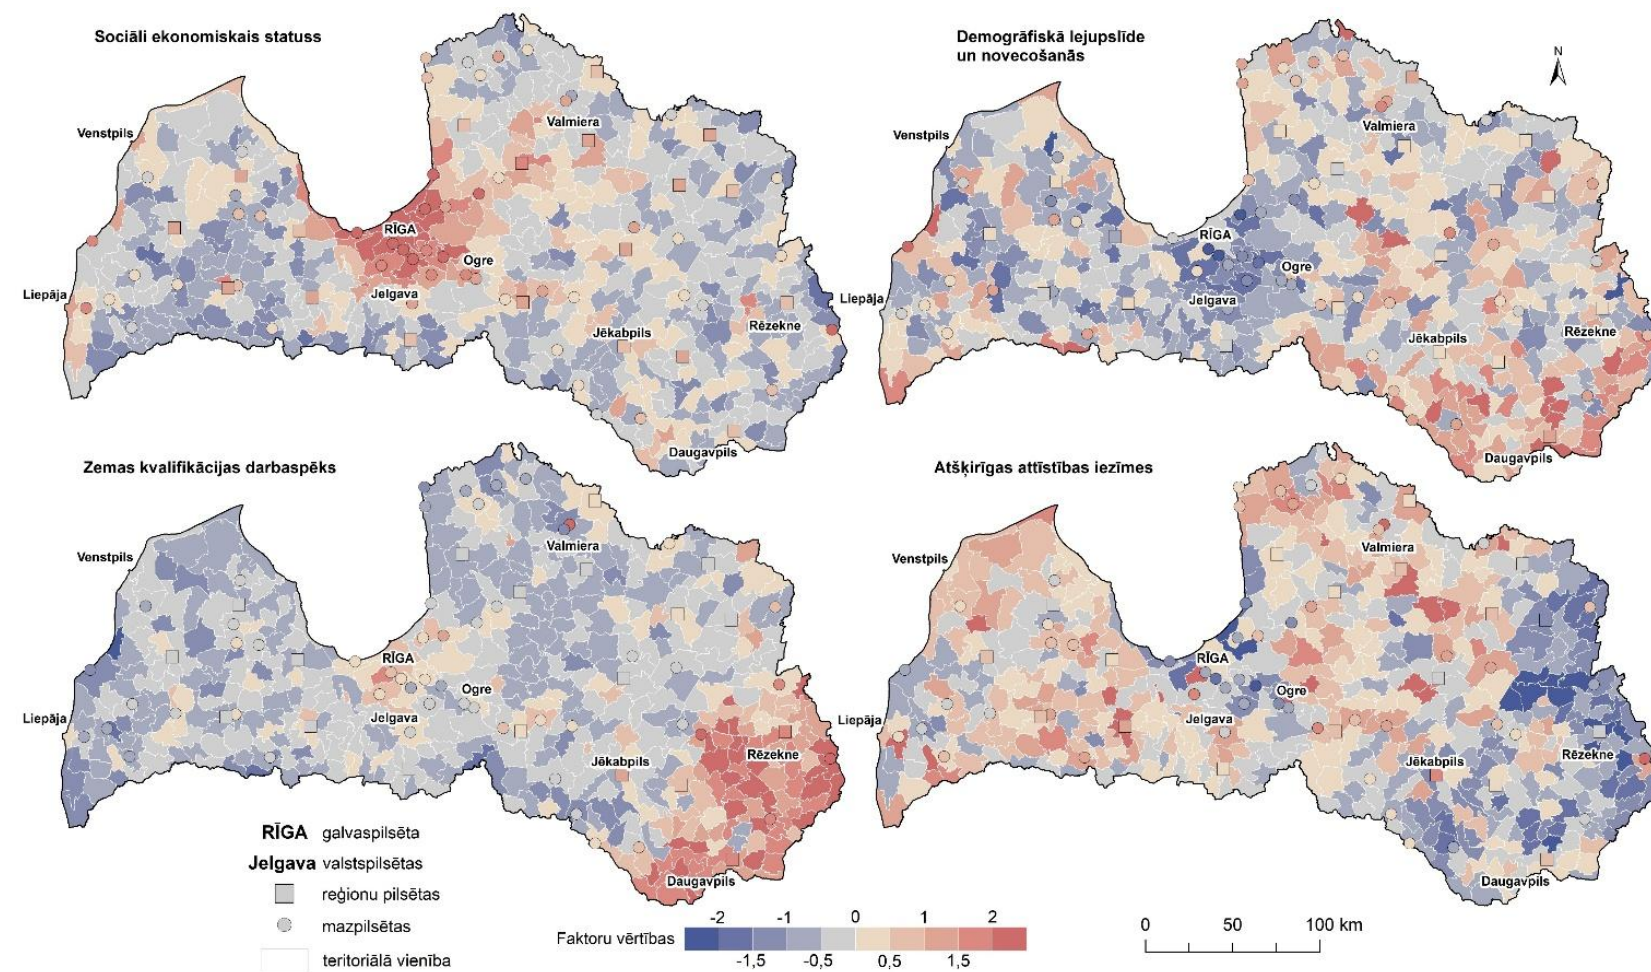 Sociāli ekonomiskais statuss
Venstpils
Valmiera
RĪGA
Ogre
Liepāja
Jelgava
Jēkabpils
Rēzekne
Daugavpils
Demogrāfiskā lejupslīde
un novecošanās
N
Venstpils
Valmiera
RĪGA
Ogre
Liepāja
Jelgava
Jēkabpils
Rēzekne
Daugavpils
Zemas kvalifikācijas darbaspēks
Venstpils
Valmiera
RĪGA
Ogre
Liepāja
Jelgava
Jēkabpils
Rēzekne
Daugavpils
Atšķirīgas attīstības iezīmes
Venstpils
Valmiera
RĪGA
Ogre
Liepāja
Jelgava
Jēkabpils
Rēzekne
Daugavpils
RĪGA galvaspilsēta
Jelgava valstspilsētas
reģionu pilsētas
mazpilsētas
teritoriālā vienība
-2 -1 0 1 2
Faktoru vērtības
-1,5 -0,5 0,5 1,5
0 50 100 km